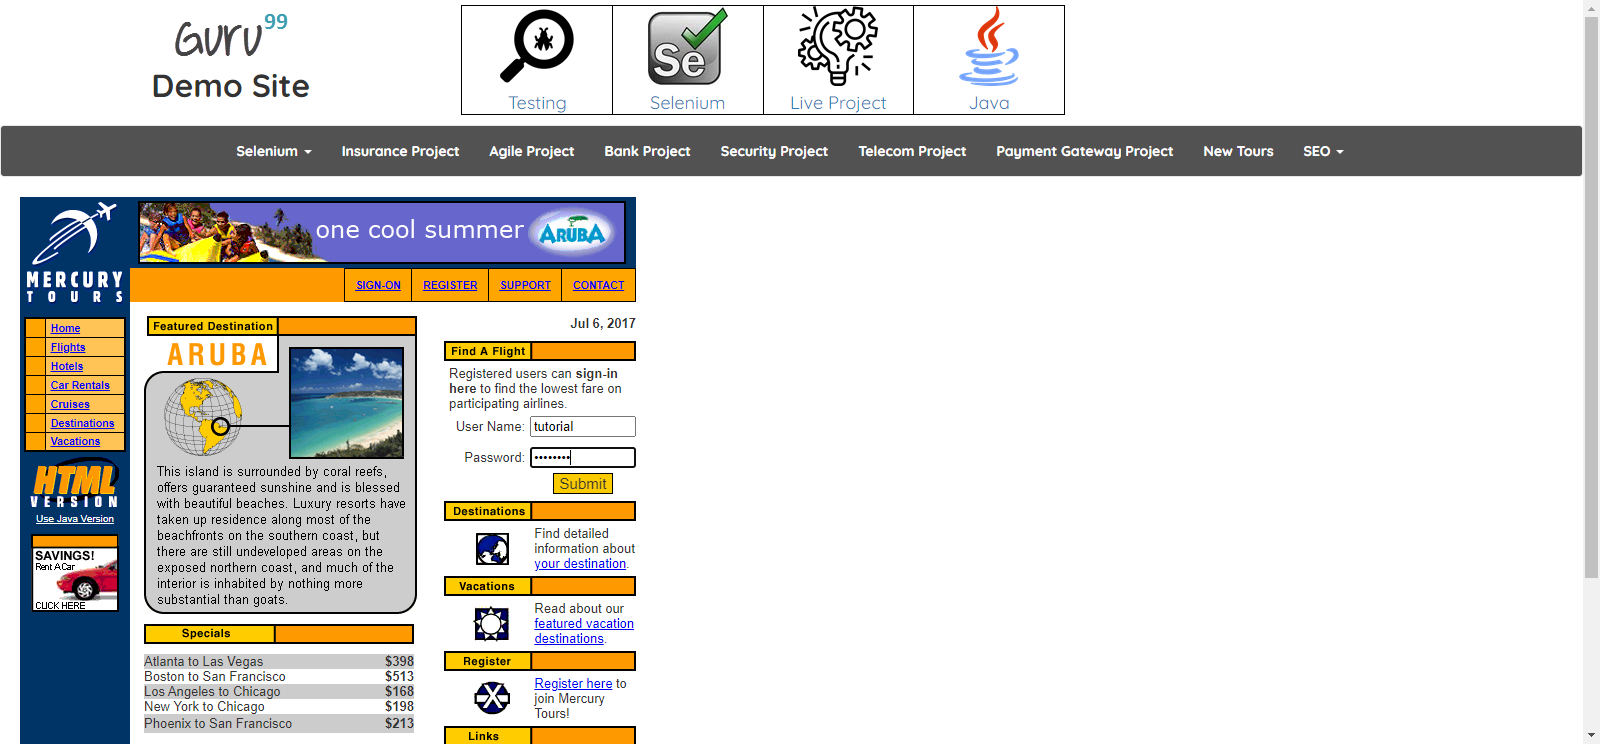 Guru99
Demo Site
Testing
Selenium
Live Project
Java
Selenium
Insurance Project
Agile Project
Bank Project
Security Project
Telecom Project
Payment Gateway Project
New Tours
SEO
MERCURY
TOURS
one cool summer
ARUBA
SIGN-ON
REGISTER
SUPPORT
CONTACT
Home
Flights
Hotels
Car Rentals
Cruises
Destinations
Vacations
HTML
VERSION
Use Java Version
SAVINGS!
Rent A Car
CLICK HERE
Featured Destination
ARUBA
This island is surrounded by coral reefs,
offers guaranteed sunshine and is blessed
with beautiful beaches. Luxury resorts have
taken up residence along most of the
beachfronts on the southern coast, but
there are still undeveloped areas on the
exposed northern coast, and much of the
interior is inhabited by nothing more
substantial than goats.
Specials
Atlanta to Las Vegas $398
Boston to San Francisco $513
Los Angeles to Chicago $168
New York to Chicago $198
Phoenix to San Francisco $213
Jul 6, 2017
Find A Flight
Registered users can sign-in
here to find the lowest fare on
participating airlines.
User Name: tutorial
Password: ••••••••
Submit
Destinations
Find detailed
information about
your destination.
Vacations
Read about our
featured vacation
destinations.
Register
Register here to
join Mercury
Tours!
Links